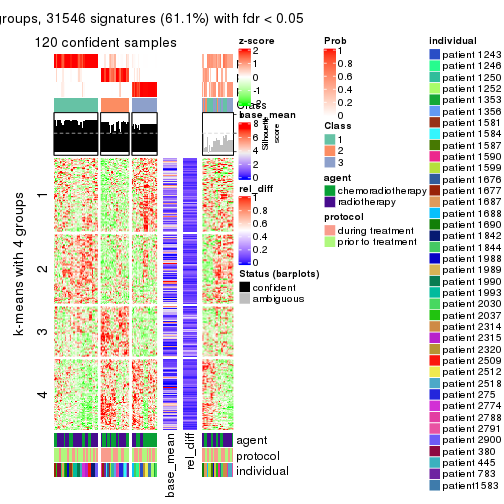 groups, 31546 signatures (61.1%) with fdr < 0.05
120 confident samples
k-means with 4 groups
1
2
3
4
Class
Silhouette score
agent
protocol
individual
base_mean
rel_diff
z-score
2
1
0
-1
-2
base_mean
8
6
4
2
0
rel_diff
1
0.8
0.6
0.4
0.2
0
Status (barplots)
confident
ambiguous
Prob
1
0.8
0.6
0.4
0.2
0
Class
1
2
3
agent
chemoradiotherapy
radiotherapy
protocol
during treatment
prior to treatment
individual
patient 1243
patient 1246
patient 1250
patient 1252
patient 1353
patient 1356
patient 1581
patient 1584
patient 1587
patient 1590
patient 1599
patient 1676
patient 1677
patient 1687
patient 1688
patient 1690
patient 1842
patient 1844
patient 1988
patient 1989
patient 1990
patient 1993
patient 2030
patient 2037
patient 2314
patient 2315
patient 2320
patient 2509
patient 2512
patient 2518
patient 275
patient 2774
patient 2788
patient 2791
patient 2900
patient 380
patient 445
patient 783
patient1583